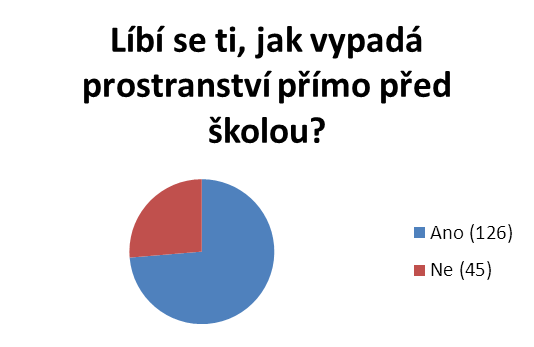 Líbí se ti, jak vypadá
prostranství přímo před
školou?
Ano (126)
Ne (45)